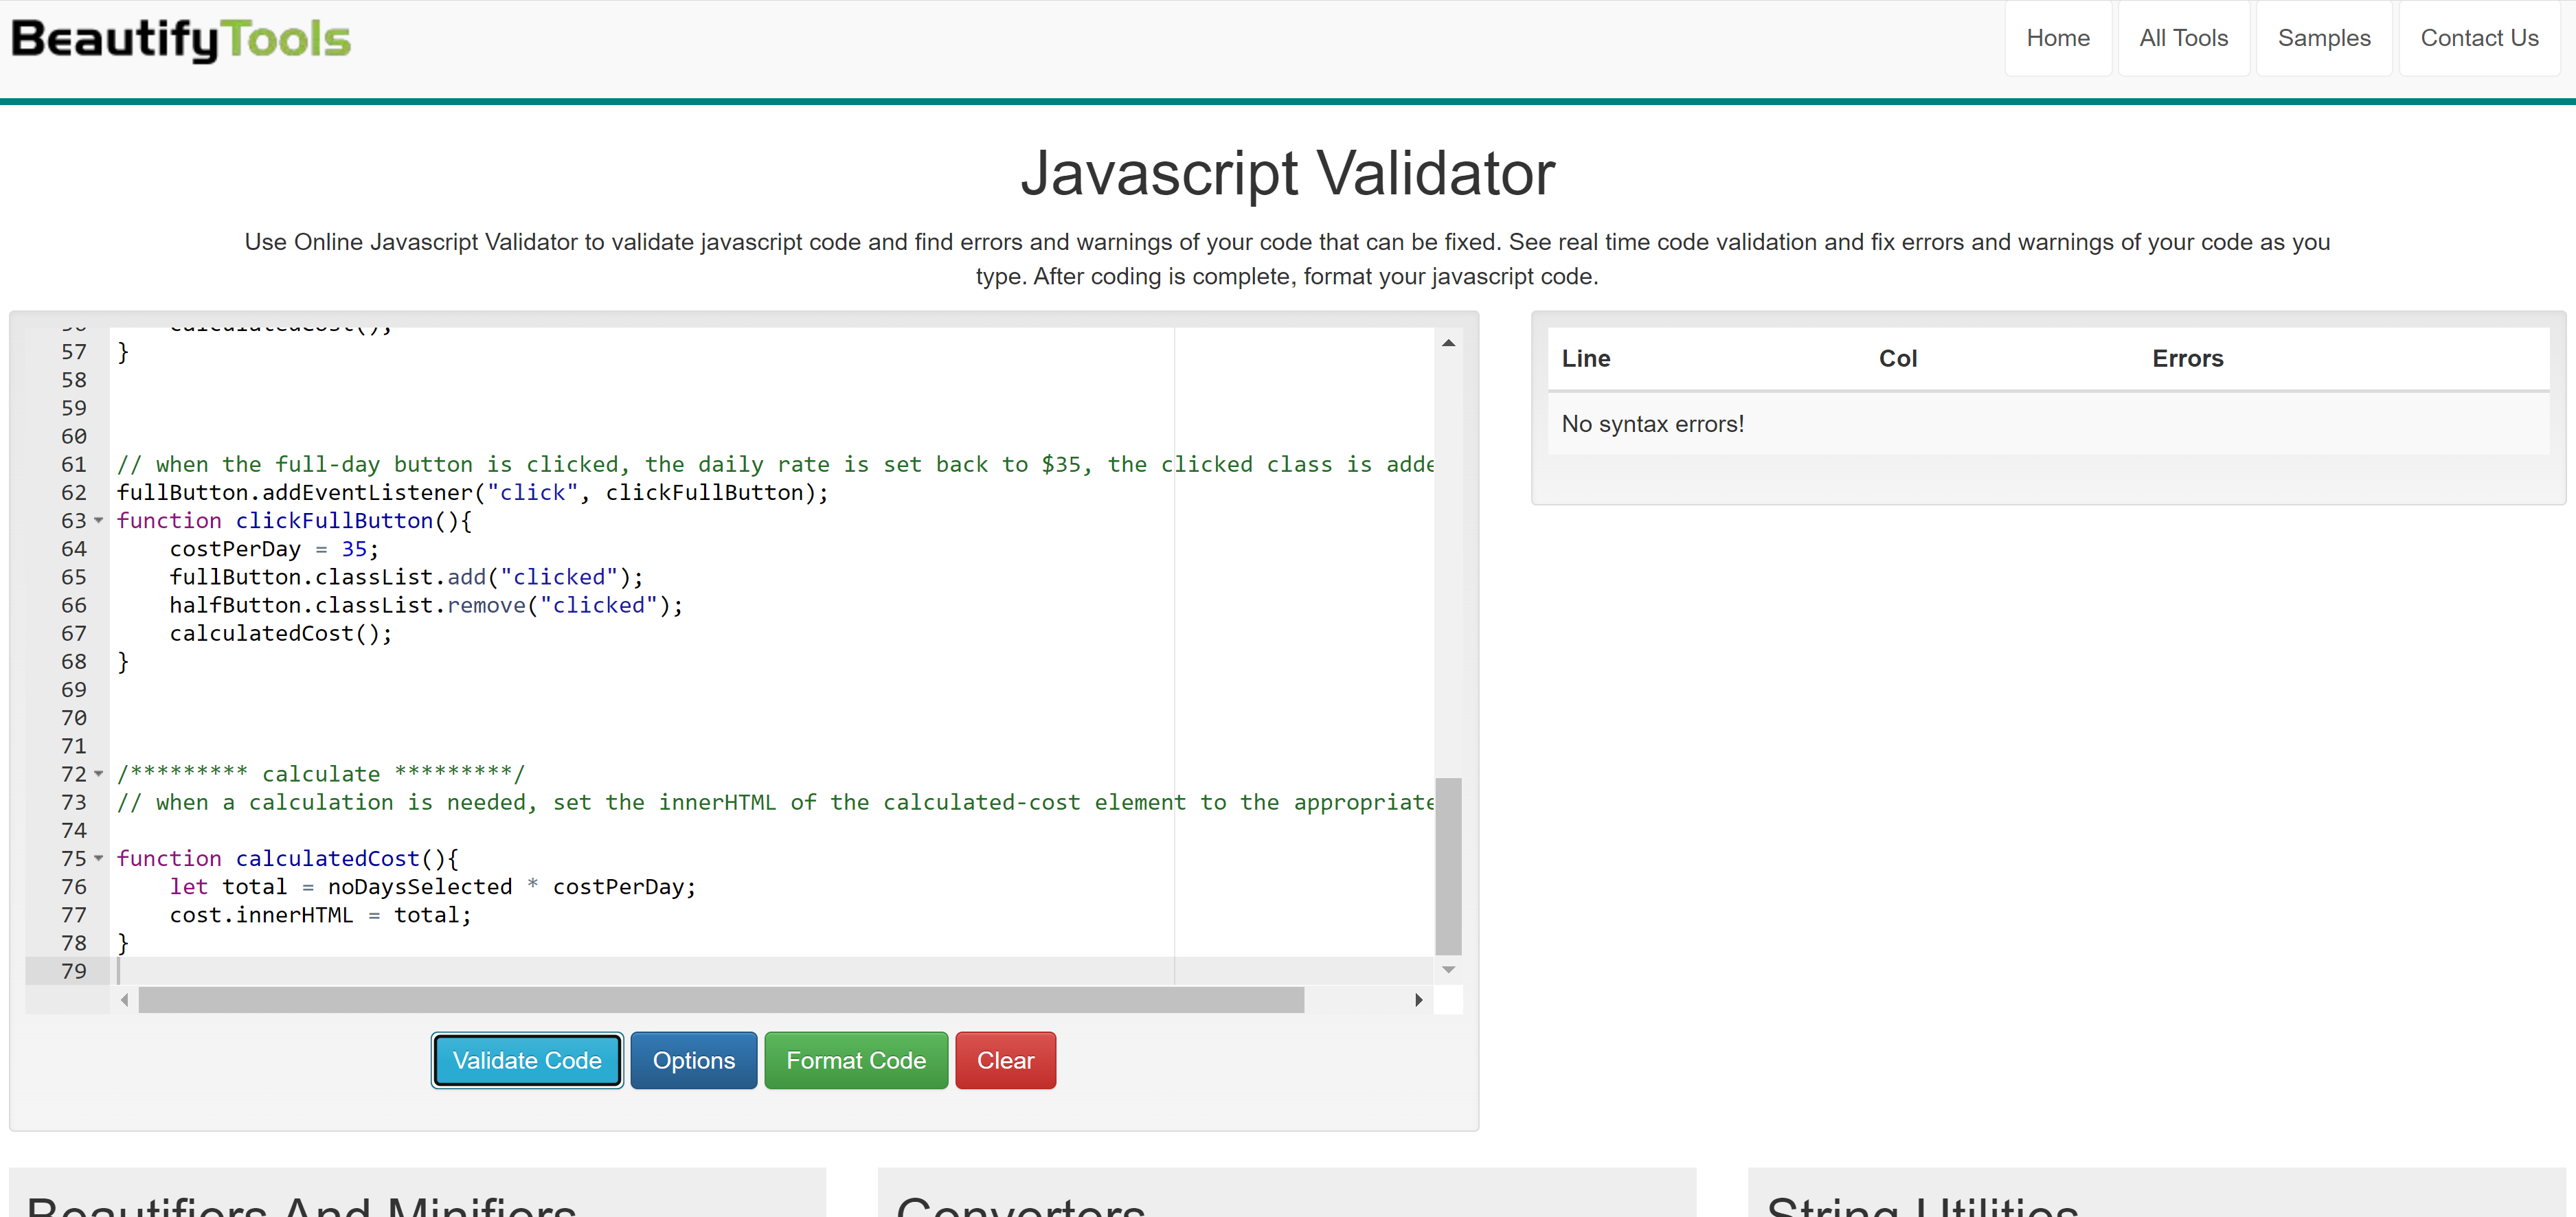 BeautifyTools
Home
All Tools
Samples
Contact Us
Javascript Validator
Use Online Javascript Validator to validate javascript code and find errors and warnings of your code that can be fixed. See real time code validation and fix errors and warnings of your code as you
type. After coding is complete, format your javascript code.
56 calculatedCost();
57 }
58
59
60
61 // when the full-day button is clicked, the daily rate is set back to $35, the clicked class is adde
62 fullButton.addEventListener("click", clickFullButton);
63 function clickFullButton(){
64 costPerDay = 35;
65 fullButton.classList.add("clicked");
66 halfButton.classList.remove("clicked");
67 calculatedCost();
68 }
69
70
71
72 /********* calculate *********/
73 // when a calculation is needed, set the innerHTML of the calculated-cost element to the appropriate
74
75 function calculatedCost(){
76 let total = noDaysSelected * costPerDay;
77 cost.innerHTML = total;
78 }
79
Validate Code
Options
Format Code
Clear
Line Col Errors
No syntax errors!
Beautifiers And Minifiers
Converters
String Utilities